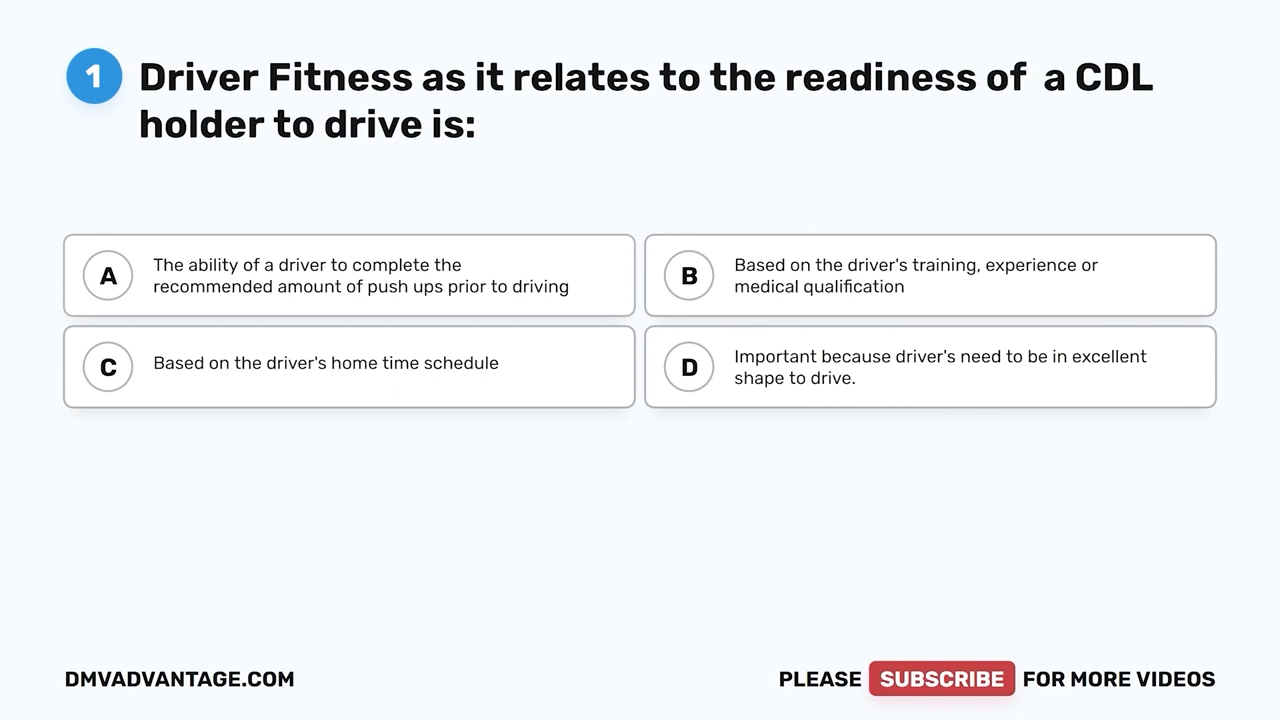 1
Driver Fitness as it relates to the readiness of a CDL
holder to drive is:
A
The ability of a driver to complete the
recommended amount of push ups prior to driving
B
Based on the driver's training, experience or
medical qualification
C
Based on the driver's home time schedule
D
Important because driver's need to be in excellent
shape to drive.
DMVADVANTAGE.COM
PLEASE SUBSCRIBE FOR MORE VIDEOS